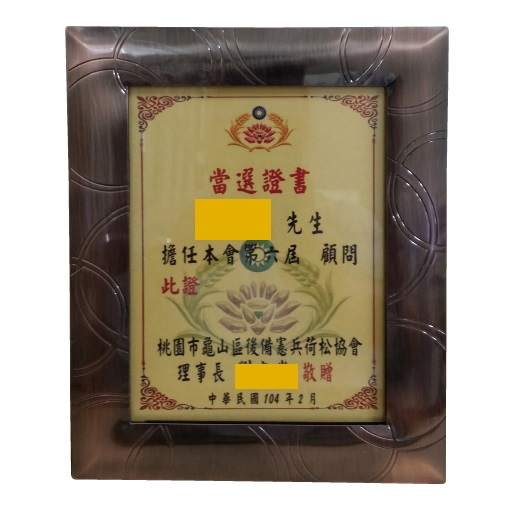 當選證書
先生
擔任本會第六屆 顧問
此證
桃園市龜山區後備憲兵荷松協會
理事長 敬贈
中華民國104年2月